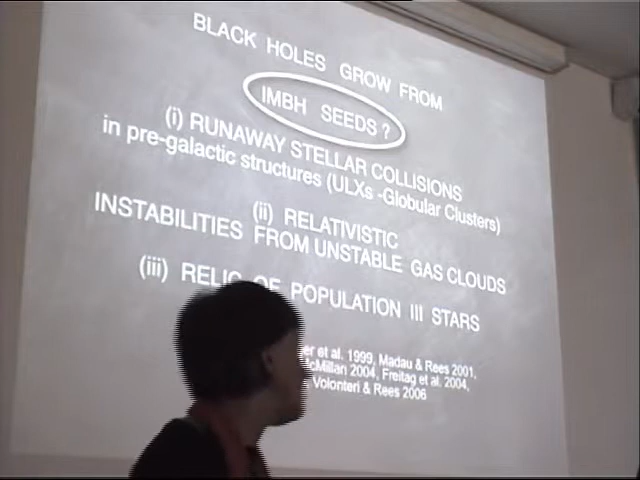 BLACK HOLES GROW FROM
IMBH SEEDS ?
(i) RUNAWAY STELLAR COLLISIONS
in pre-galactic structures (ULXs -Globular Clusters)
(ii) RELATIVISTIC
INSTABILITIES FROM UNSTABLE GAS CLOUDS
(iii) RELIC OF POPULATION III STARS
et al. 1999, Madau & Rees 2001,
McMillan 2004, Freitag et al. 2004,
Volonteri & Rees 2006